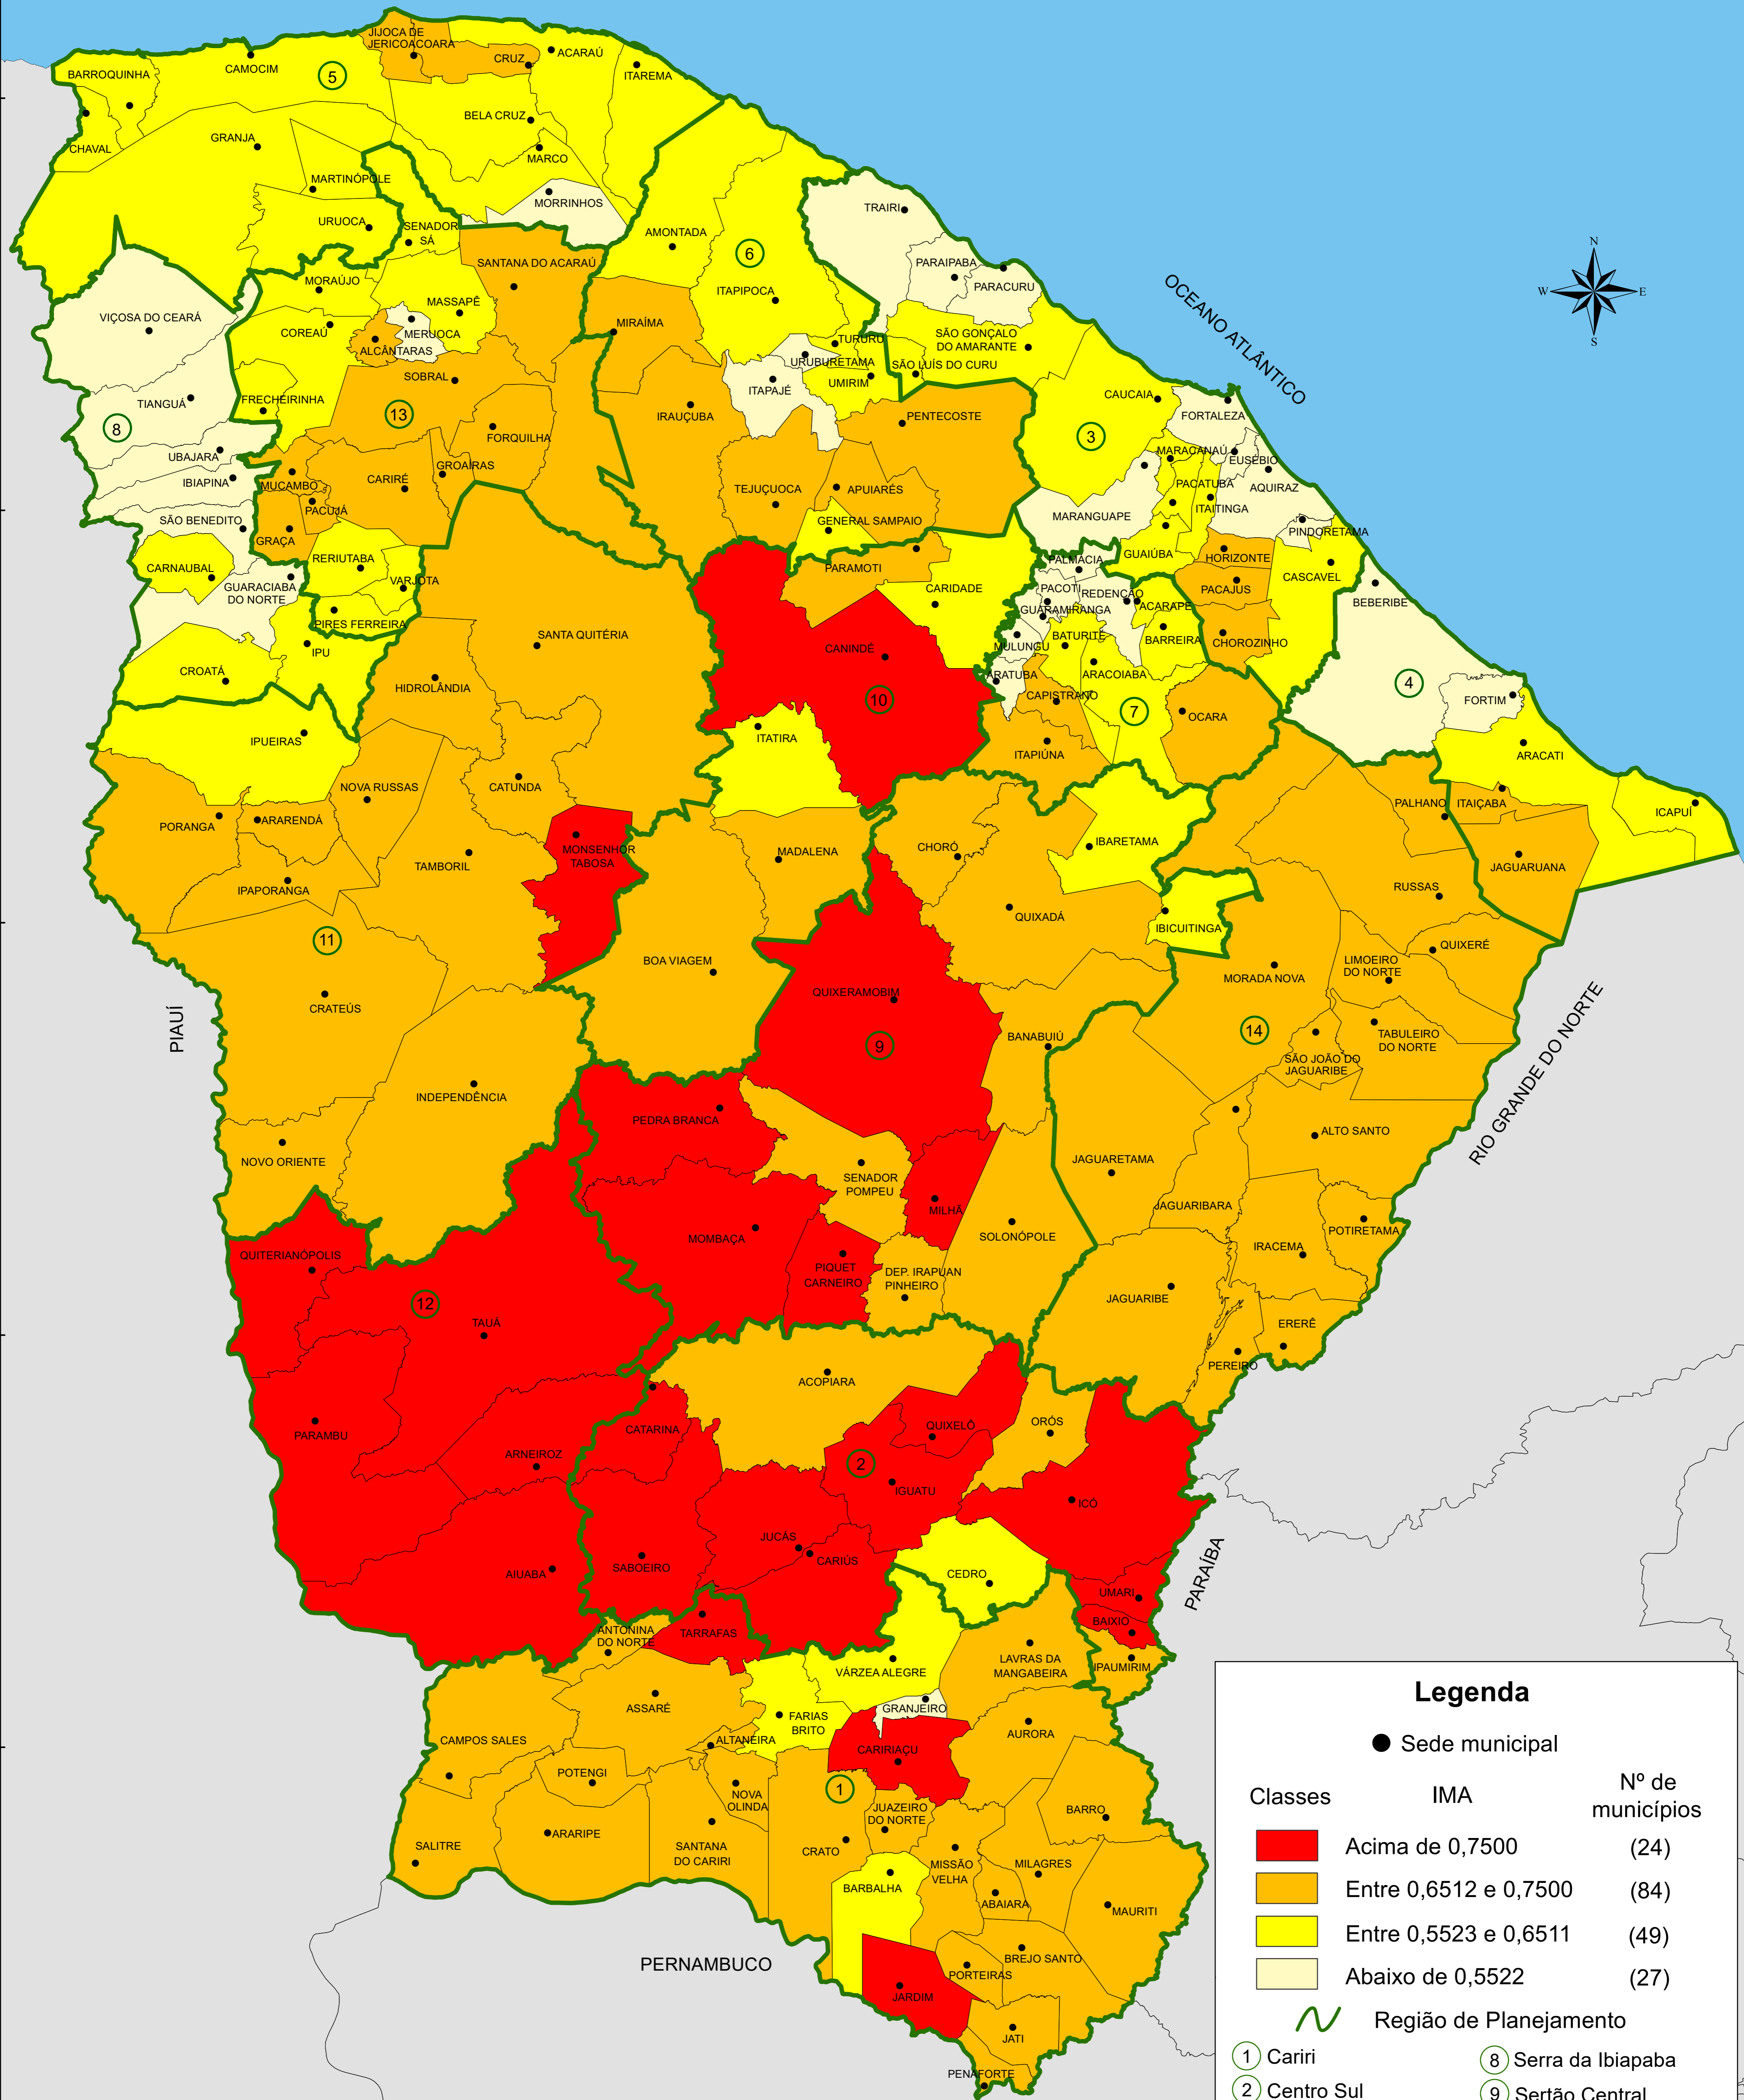 JIJOCA DE
JERICOACOARA
BARROQUINHA
CAMOCIM
5
CRUZ
ACARAÚ
ITAREMA
CHAVAL
GRANJA
BELA CRUZ
MARCO
MARTINÓPOLE
MORRINHOS
URUOCA
SENADOR
SÁ
TRAIRI
AMONTADA
6
SANTANA DO ACARAÚ
PARAIPABA
PARACURU
MORAÚJO
ITAPIPOCA
VIÇOSA DO CEARÁ
MASSAPÊ
MIRAÍMA
COREAÚ
MERUOCA
ALCÂNTARAS
TURURU
SÃO GONÇALO
DO AMARANTE
URUBURETAMA
SÃO LUÍS DO CURU
SOBRAL
ITAPAJÉ
UMIRIM
CAUCAIA
FORTALEZA
TIANGUÁ
FRECHEIRINHA
13
IRAUÇUBA
PENTECOSTE
8
FORQUILHA
3
UBAJARA
GROAÍRAS
MARACANAÚ
EUSÉBIO
IBIAPINA
MUCAMBO
CARIRÉ
TEJUÇUOCA
APUIARÉS
PACATUBA
AQUIRAZ
PACUJÁ
ITAITINGA
SÃO BENEDITO
GENERAL SAMPAIO
MARANGUAPE
PINDORETAMA
GRAÇA
RERIUTABA
GUAIÚBA
HORIZONTE
CARNAUBAL
PARAMOTI
PALMÁCIA
CASCAVEL
GUARACIABA
DO NORTE
VARJOTA
CARIDADE
PACOTI
REDENÇÃO
PACAJUS
BEBERIBE
PIRES FERREIRA
GUARAMIRANGA
ACARAPE
IPU
SANTA QUITÉRIA
CANINDÉ
MULUNGU
BATURITÉ
BARREIRA
CHOROZINHO
CROATÁ
HIDROLÂNDIA
ARATUBA
ARACOIABA
4
10
CAPISTRANO
7
FORTIM
OCARA
IPUEIRAS
ITATIRA
ITAPIÚNA
ARACATI
NOVA RUSSAS
CATUNDA
PALHANO
ITAIÇABA
ICAPUÍ
PORANGA
ARARENDÁ
MONSENHOR
TABOSA
MADALENA
CHORÓ
IBARETAMA
TAMBORIL
JAGUARUANA
IPAPORANGA
RUSSAS
QUIXADÁ
IBICUITINGA
11
BOA VIAGEM
QUIXERÉ
LIMOEIRO
DO NORTE
MORADA NOVA
CRATEÚS
QUIXERAMOBIM
14
BANABUIÚ
TABULEIRO
DO NORTE
9
SÃO JOÃO DO
JAGUARIBE
INDEPENDÊNCIA
PEDRA BRANCA
ALTO SANTO
NOVO ORIENTE
SENADOR
POMPEU
JAGUARETAMA
MILHÃ
JAGUARIBARA
SOLONÓPOLE
MOMBAÇA
POTIRETAMA
QUITERIANÓPOLIS
PIQUET
CARNEIRO
DEP. IRAPUAN
PINHEIRO
IRACEMA
12
TAUÁ
JAGUARIBE
ERERÊ
PEREIRO
ACOPIARA
PARAMBU
CATARINA
QUIXELÔ
ORÓS
ARNEIROZ
2
IGUATU
ICÓ
JUCÁS
CARIÚS
AIUABA
SABOEIRO
CEDRO
UMARI
TARRAFAS
BAIXIO
ANTONINA
DO NORTE
LAVRAS DA
MANGABEIRA
IPAUMIRIM
VÁRZEA ALEGRE
ASSARÉ
GRANJEIRO
FARIAS
BRITO
AURORA
CAMPOS SALES
ALTANEIRA
CARIRIAÇU
POTENGI
NOVA
OLINDA
1
JUAZEIRO
DO NORTE
BARRO
ARARIPE
SALITRE
SANTANA
DO CARIRI
CRATO
MISSÃO
VELHA
MILAGRES
BARBALHA
ABAIARA
MAURITI
BREJO SANTO
PORTEIRAS
JARDIM
JATI
PENAFORTE
OCEANO ATLÂNTICO
N
W
E
S
PIAUÍ
RIO GRANDE DO NORTE
PARAÍBA
PERNAMBUCO
Legenda
Sede municipal
Classes IMA Nº de
municípios
Acima de 0,7500 (24)
Entre 0,6512 e 0,7500 (84)
Entre 0,5523 e 0,6511 (49)
Abaixo de 0,5522 (27)
Região de Planejamento
1 Cariri 8 Serra da Ibiapaba
2 Centro Sul 9 Sertão Central